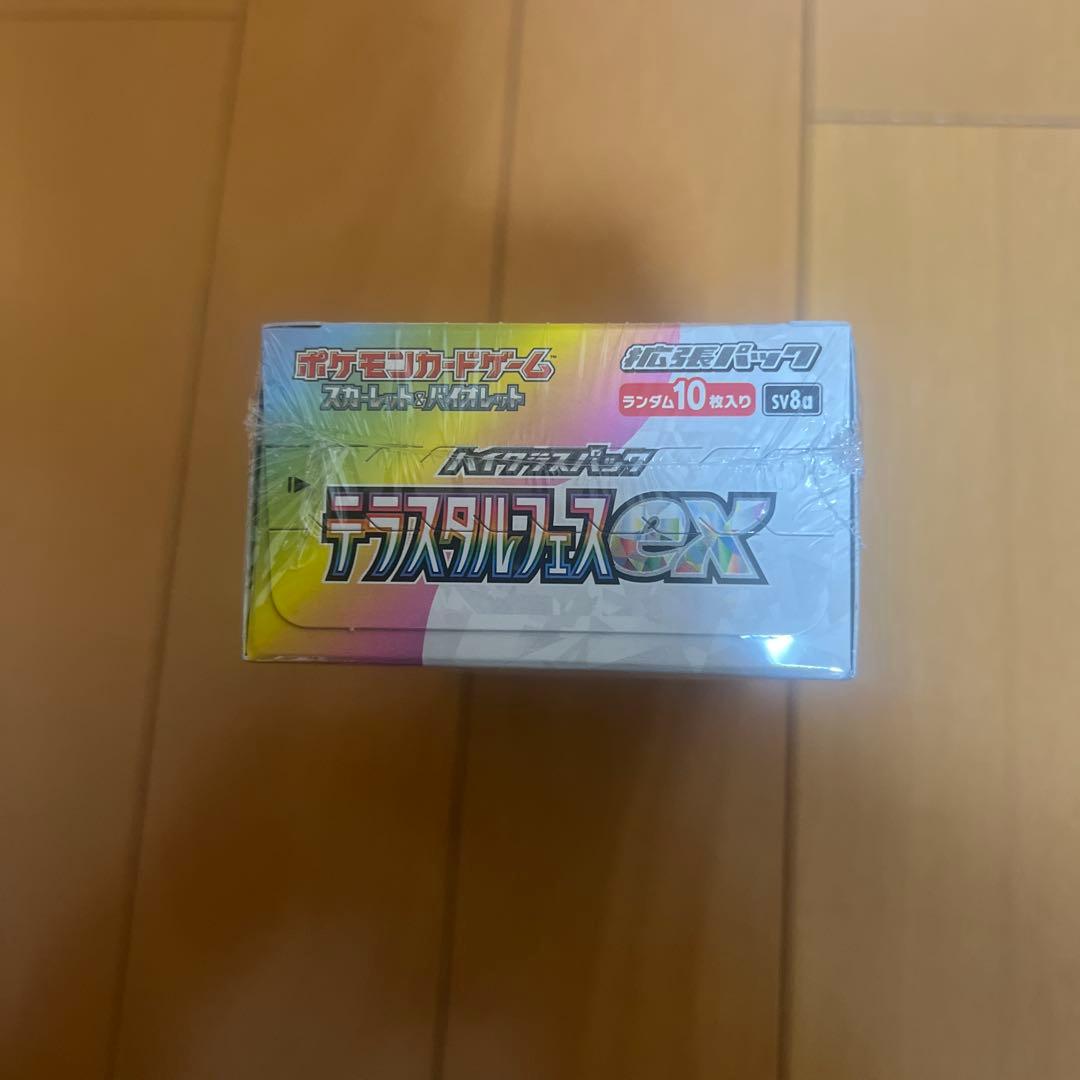 ポケモンカードゲーム™
スカーレット&バイオレット
拡張パック
ランダム10枚入り sv8a
ハイクラスパック
テラスタルフェスex